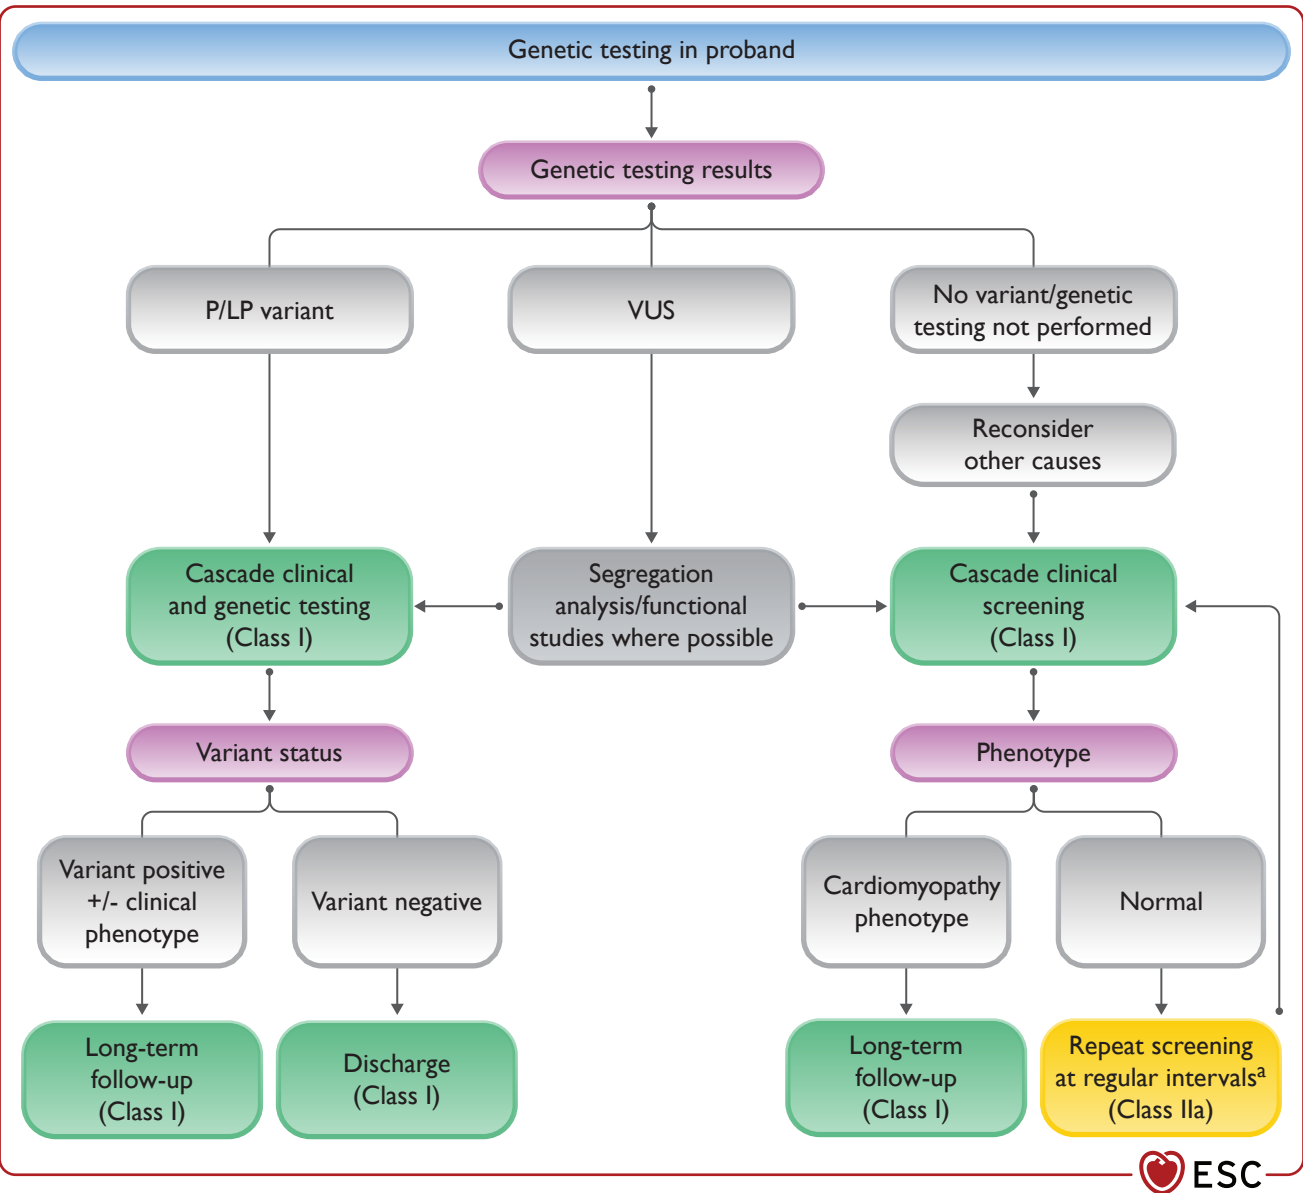 Genetic testing in proband
Genetic testing results
P/LP variant
VUS
No variant/genetic
testing not performed
Reconsider
other causes
Cascade clinical
and genetic testing
(Class I)
Segregation
analysis/functional
studies where possible
Cascade clinical
screening
(Class I)
Variant status
Phenotype
Variant positive
+/- clinical
phenotype
Variant negative
Cardiomyopathy
phenotype
Normal
Long-term
follow-up
(Class I)
Discharge
(Class I)
Long-term
follow-up
(Class I)
Repeat screening
at regular intervalsᵃ
(Class IIa)
ESC